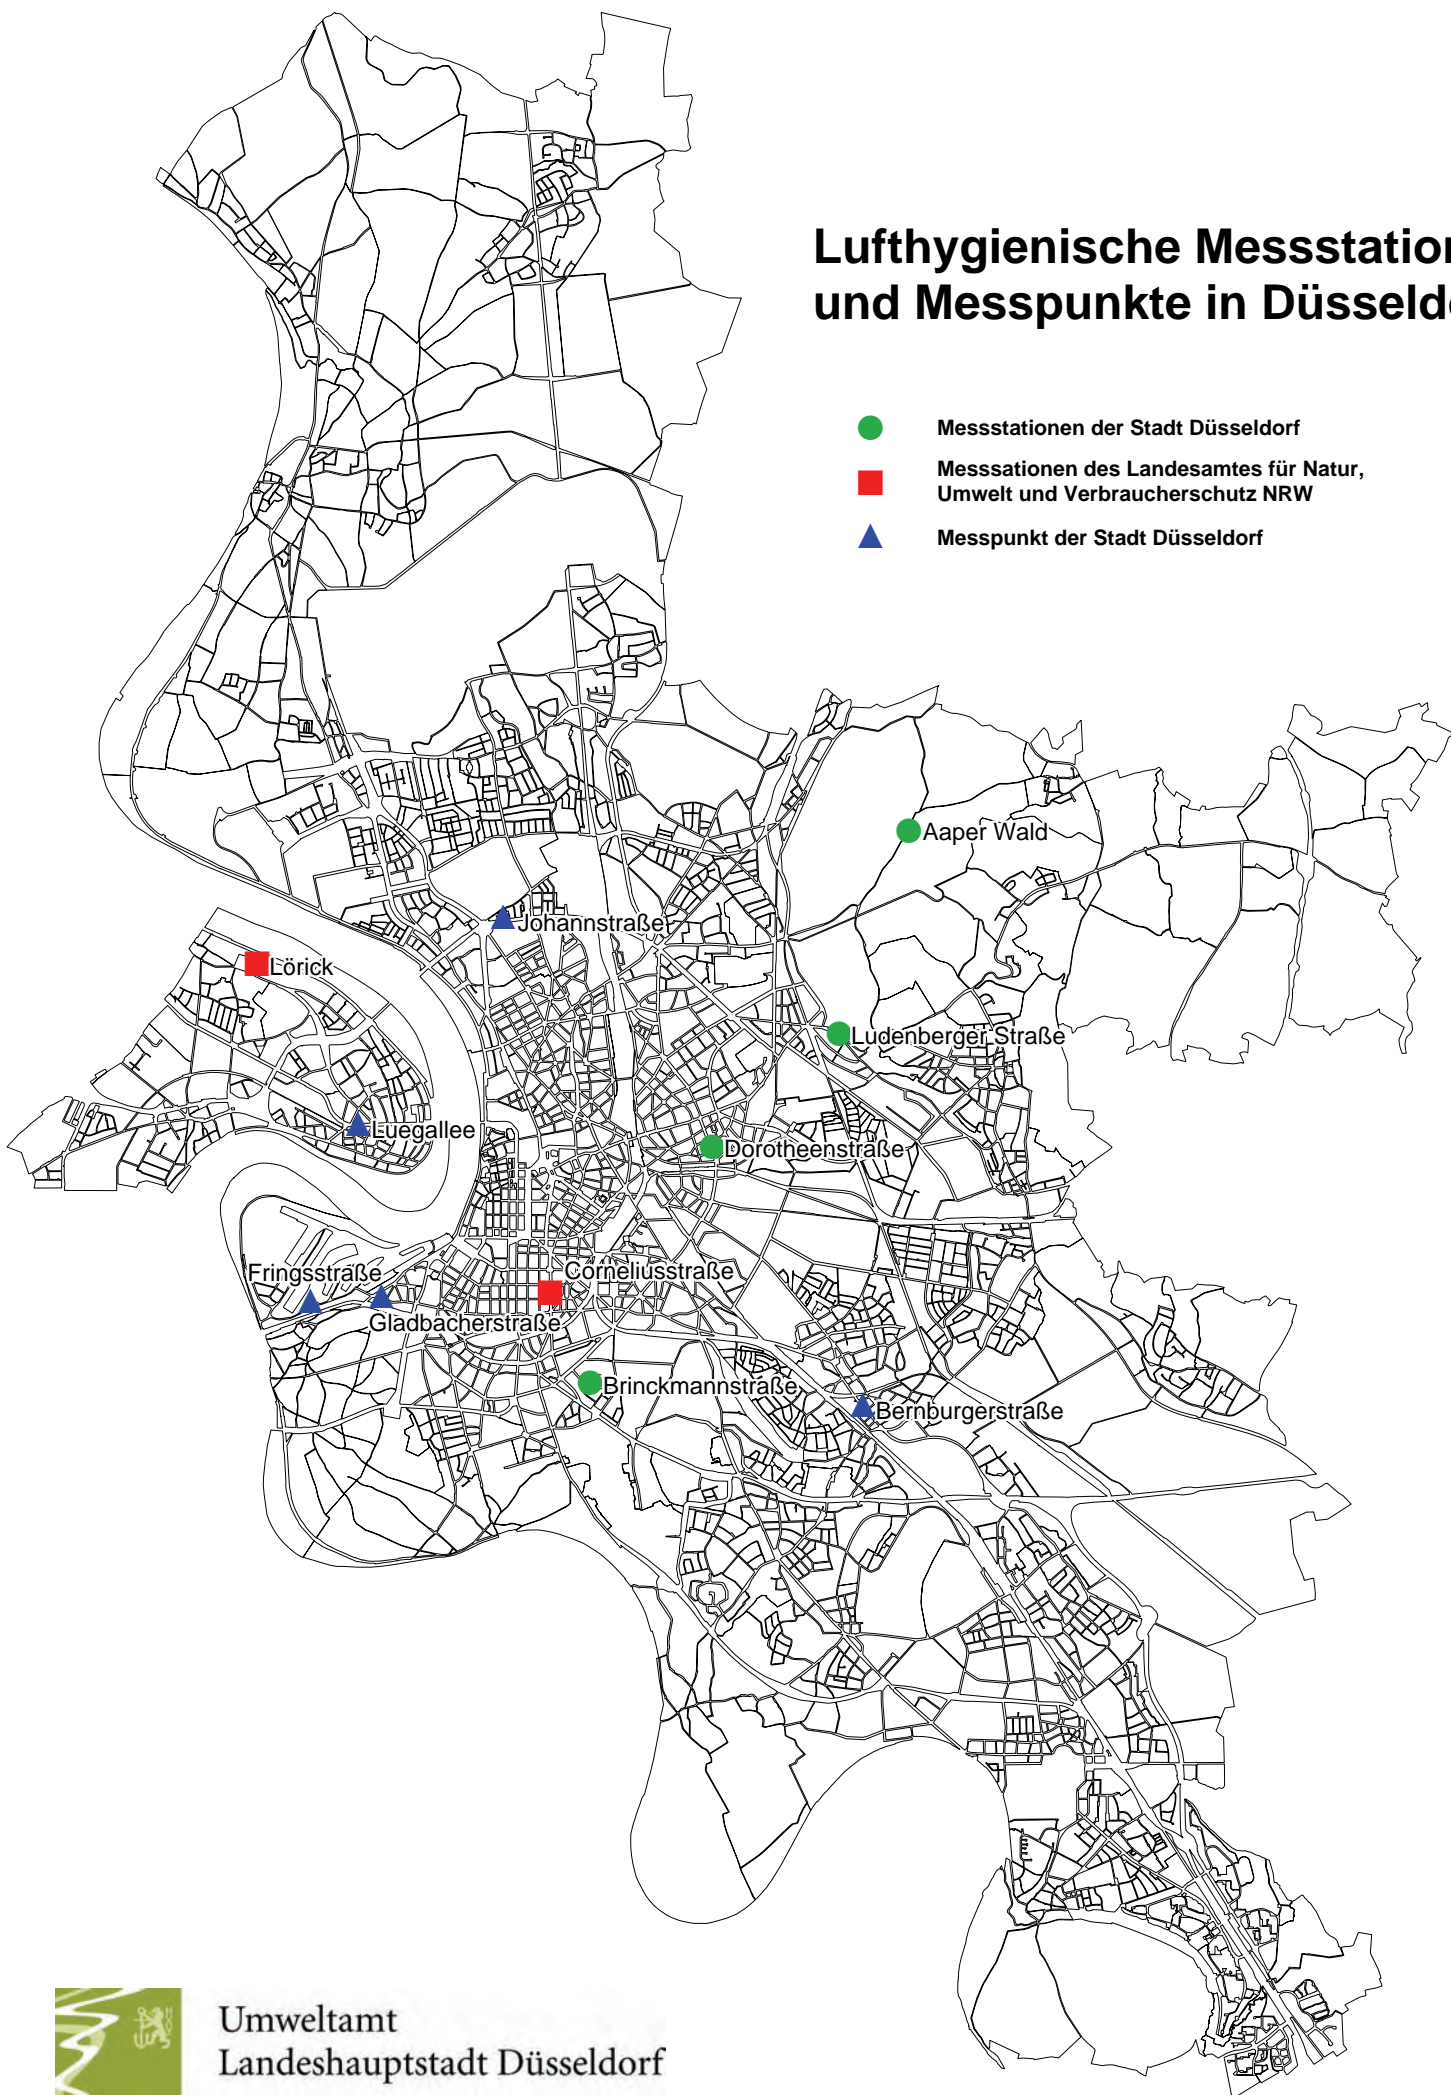 Lufthygienische Messstation
und Messpunkte in Düsseld
Messstationen der Stadt Düsseldorf
Messsationen des Landesamtes für Natur,
Umwelt und Verbraucherschutz NRW
Messpunkt der Stadt Düsseldorf
Aaper Wald
Johannstraße
Lörick
Ludenberger Straße
Luegallee
Dorotheenstraße
Fringsstraße
Corneliusstraße
Gladbacherstraße
Brinckmannstraße
Bernburgerstraße
Umweltamt
Landeshauptstadt Düsseldorf